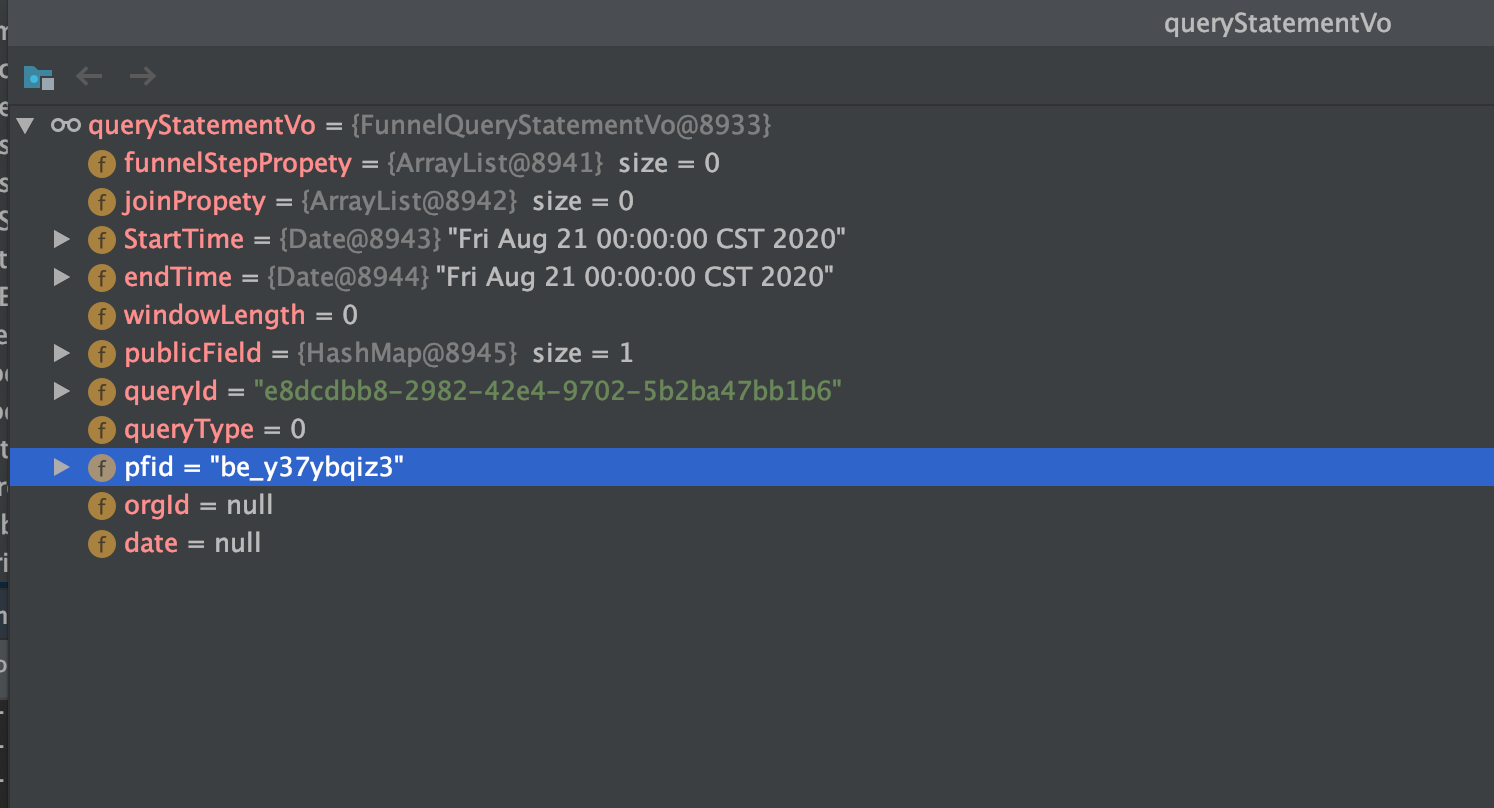 queryStatementVo
queryStatementVo = {FunnelQueryStatementVo@8933}
f funnelStepPropety = {ArrayList@8941} size = 0
f joinPropety = {ArrayList@8942} size = 0
f StartTime = {Date@8943} "Fri Aug 21 00:00:00 CST 2020"
f endTime = {Date@8944} "Fri Aug 21 00:00:00 CST 2020"
f windowLength = 0
f publicField = {HashMap@8945} size = 1
f queryId = "e8dcdbb8-2982-42e4-9702-5b2ba47bb1b6"
f queryType = 0
f pfid = "be_y37ybqiz3"
f orgId = null
f date = null